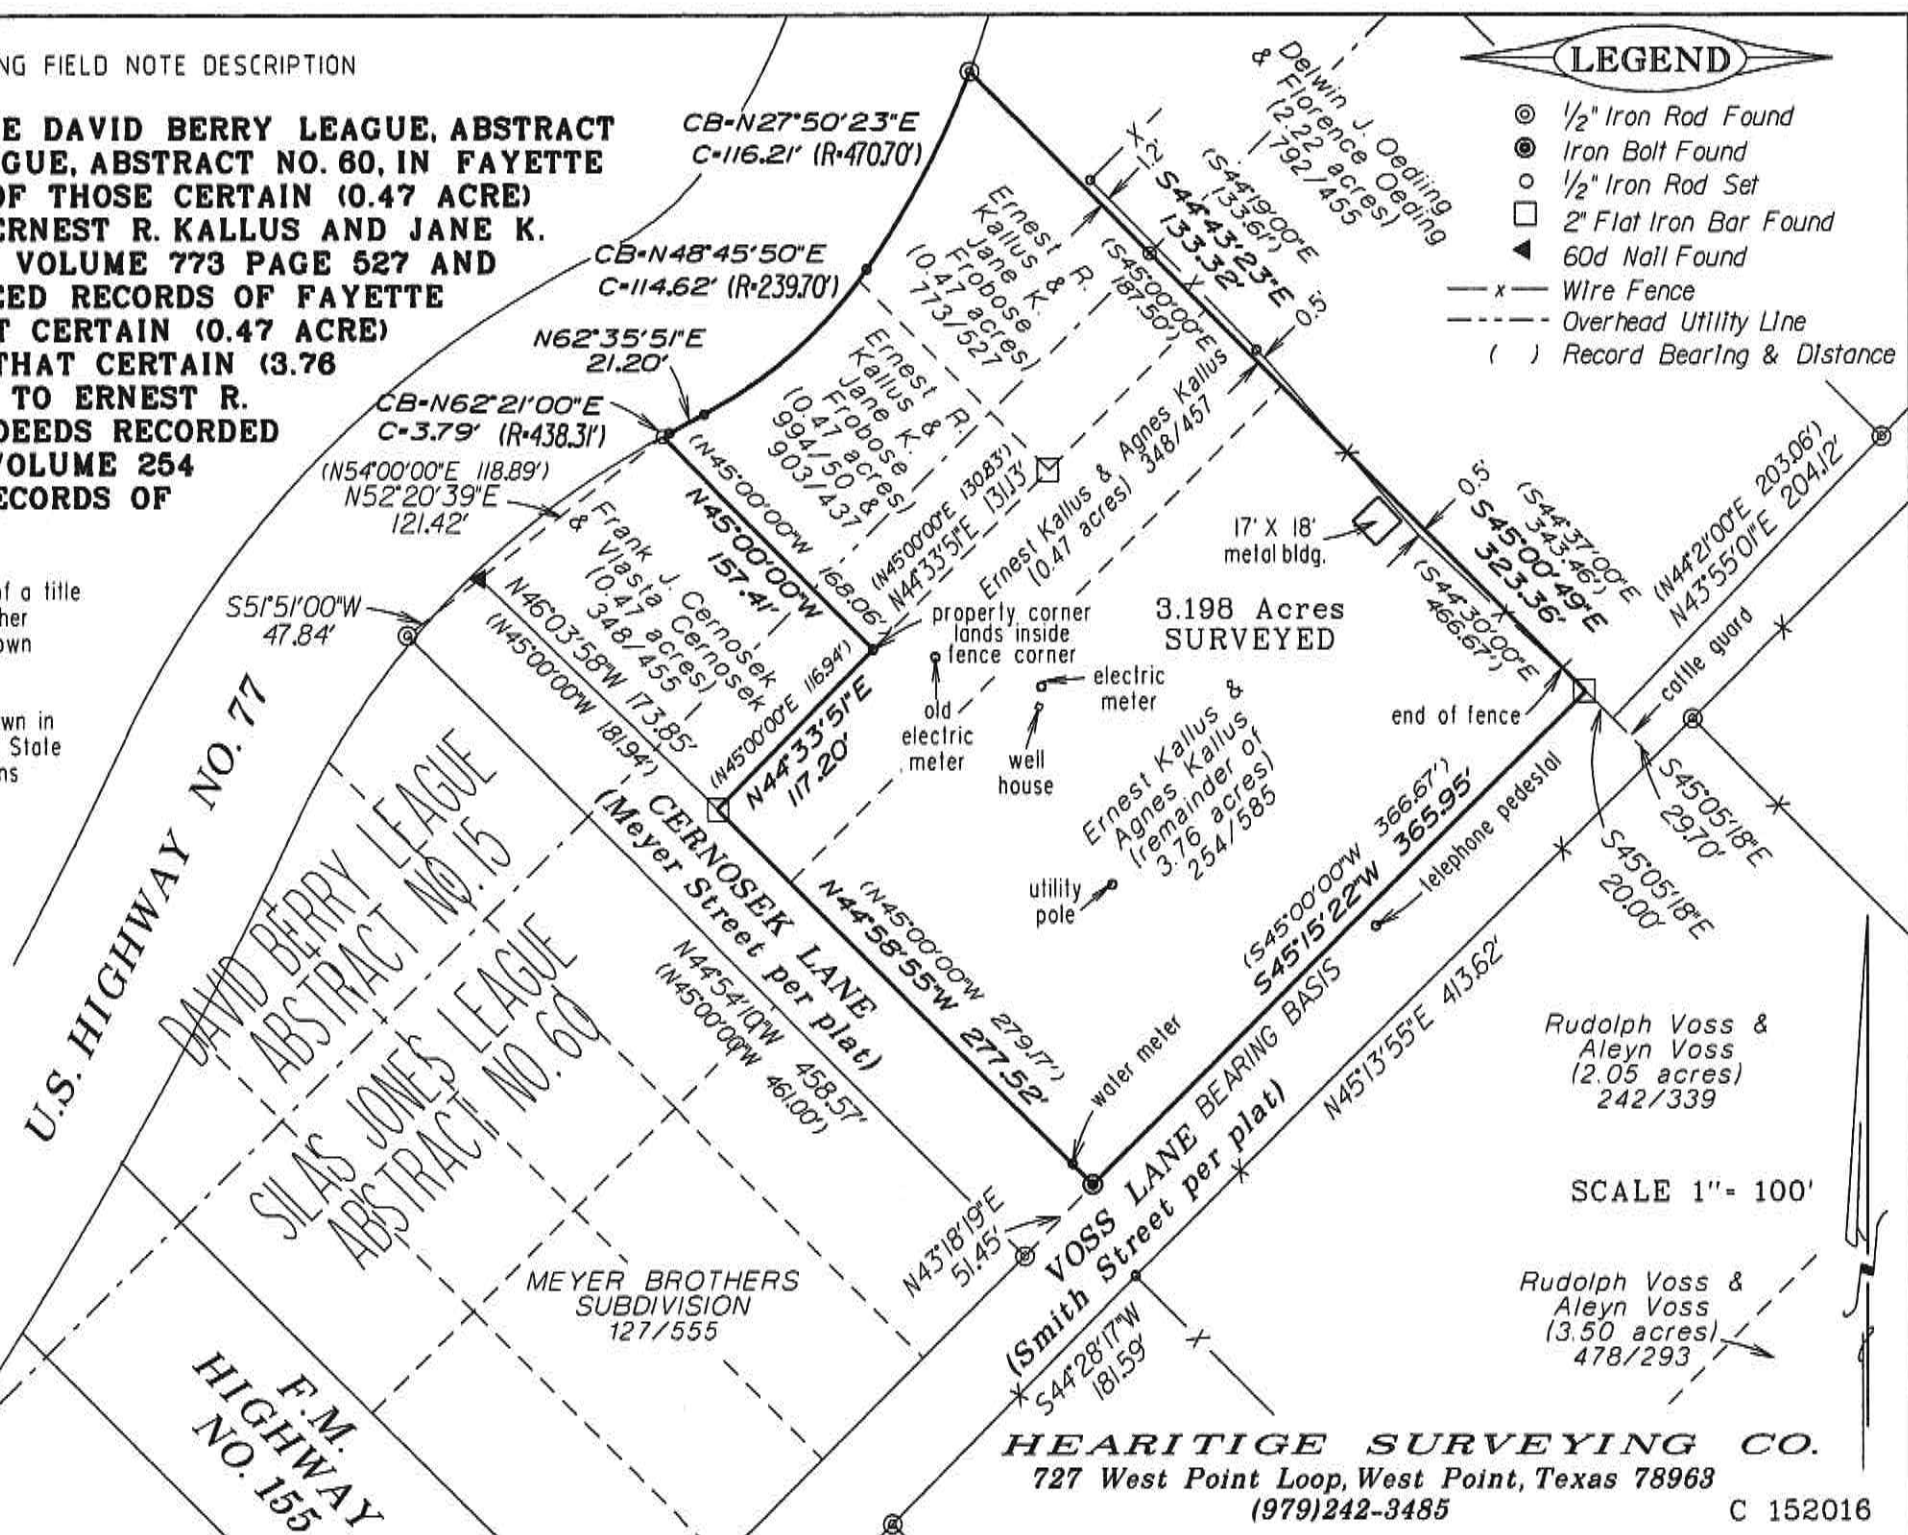 NG FIELD NOTE DESCRIPTION
E DAVID BERRY LEAGUE, ABSTRACT
GUE, ABSTRACT NO. 60, IN FAYETTE
OF THOSE CERTAIN (0.47 ACRE)
ERNEST R. KALLUS AND JANE K.
VOLUME 773 PAGE 527 AND
EED RECORDS OF FAYETTE
T CERTAIN (0.47 ACRE)
THAT CERTAIN (3.76
TO ERNEST R.
DEEDS RECORDED
VOLUME 254
ECORDS OF
f a title
her
own
wn in
State
ns
CB=N27°50'23"E
C=116.21' (R=470.70')
CB=N48°45'50"E
C=114.62' (R=239.70')
N62°35'51"E
21.20'
CB=N62°21'00"E
C=3.79' (R=438.31')
(N54°00'00"E 118.89')
N52°20'39"E
121.42'
S51°51'00"W
47.84'
LEGEND
1/2" Iron Rod Found
Iron Bolt Found
1/2" Iron Rod Set
2" Flat Iron Bar Found
60d Nail Found
x Wire Fence
Overhead Utility Line
( ) Record Bearing & Distance
Delwin J. Oediing
& Florence Oeding
(2.22 acres)
792/455
(S44°19'00"E
133.61')
S44°43'23"E
133.32'
1.2'
0.5'
(S45°00'00"E
187.50')
Ernest R.
Kallus &
Jane K.
Frobose
(0.47 acres)
773/527
Ernest R.
Kallus &
Jane K.
Frobose
(0.47 acres)
994/50 &
903/437
Ernest Kallus & Agnes Kallus
(0.47 acres) 348/457
(N45°00'00"E 130.83')
N44°33'51"E 131.13'
(N45°00'00"W 168.06')
N45°00'00"W
157.41'
Frank J. Cernosek
& Vlasta Cernosek
(0.47 acres)
348/455
N46°03'58"W 173.85'
(N45°00'00"W 181.94')
(N45°00'00"E 116.94')
N44°33'51"E
117.20'
17' X 18'
metal bldg.
0.5'
(S44°37'00"E
343.46')
S45°00'49"E
323.36'
(S44°30'00"E
466.67')
(N44°21'00"E 203.06')
N43°55'01"E 204.12'
cattle guard
3.198 Acres
SURVEYED
property corner
lands inside
fence corner
old
electric
meter
electric
meter
well
house
end of fence
Ernest Kallus &
Agnes Kallus
(remainder of
3.76 acres)
254/585
utility
pole
telephone pedestal
(S45°00'00"W 366.67')
S45°15'22"W 365.95'
BEARING BASIS
S45°05'18"E
29.70'
S45°05'18"E
20.00'
U.S. HIGHWAY NO. 77
DAVID BERRY LEAGUE
ABSTRACT NO. 15
SILAS JONES LEAGUE
ABSTRACT NO. 60
CERNOSEK LANE
(Meyer Street per plat)
(N45°00'00"W 279.17')
N44°58'55"W 277.52'
N44°54'10"W 458.57'
(N45°00'00"W 461.00')
water meter
VOSS LANE
(Smith Street per plat)
N45°13'55"E 413.62'
N43°18'19"E
51.45'
S44°28'17"W
181.59'
Rudolph Voss &
Aleyn Voss
(2.05 acres)
242/339
SCALE 1"= 100'
Rudolph Voss &
Aleyn Voss
(3.50 acres)
478/293
MEYER BROTHERS
SUBDIVISION
127/555
F.M.
HIGHWAY
NO. 155
HEARITIGE SURVEYING CO.
727 West Point Loop, West Point, Texas 78963
(979)242-3485
C 152016